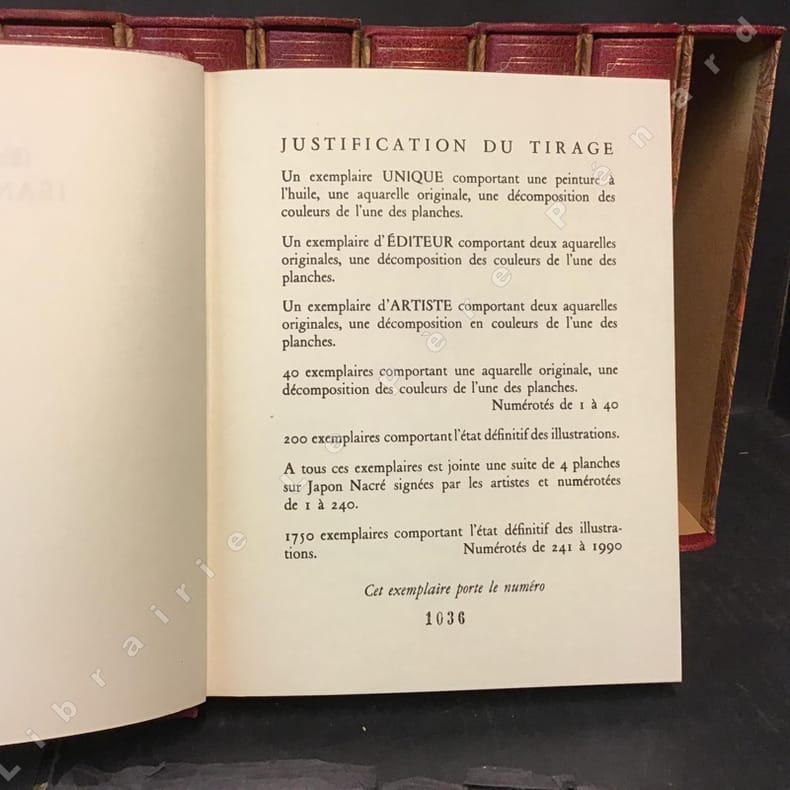 JUSTIFICATION DU TIRAGE
Un exemplaire UNIQUE comportant une peinture à
l'huile, une aquarelle originale, une décomposition des
couleurs de l'une des planches.
Un exemplaire d'ÉDITEUR comportant deux aquarelles
originales, une décomposition des couleurs de l'une des
planches.
Un exemplaire d'ARTISTE comportant deux aquarelles
originales, une décomposition en couleurs de l'une des
planches.
40 exemplaires comportant une aquarelle originale, une
décomposition des couleurs de l'une des planches.
Numérotés de 1 à 40
200 exemplaires comportant l'état définitif des illustrations.
A tous ces exemplaires est jointe une suite de 4 planches
sur Japon Nacré signées par les artistes et numérotées
de 1 à 240.
1750 exemplaires comportant l'état définitif des illustra-
tions. Numérotés de 241 à 1990
Cet exemplaire porte le numéro
1036
Librairie Le Père Pénard